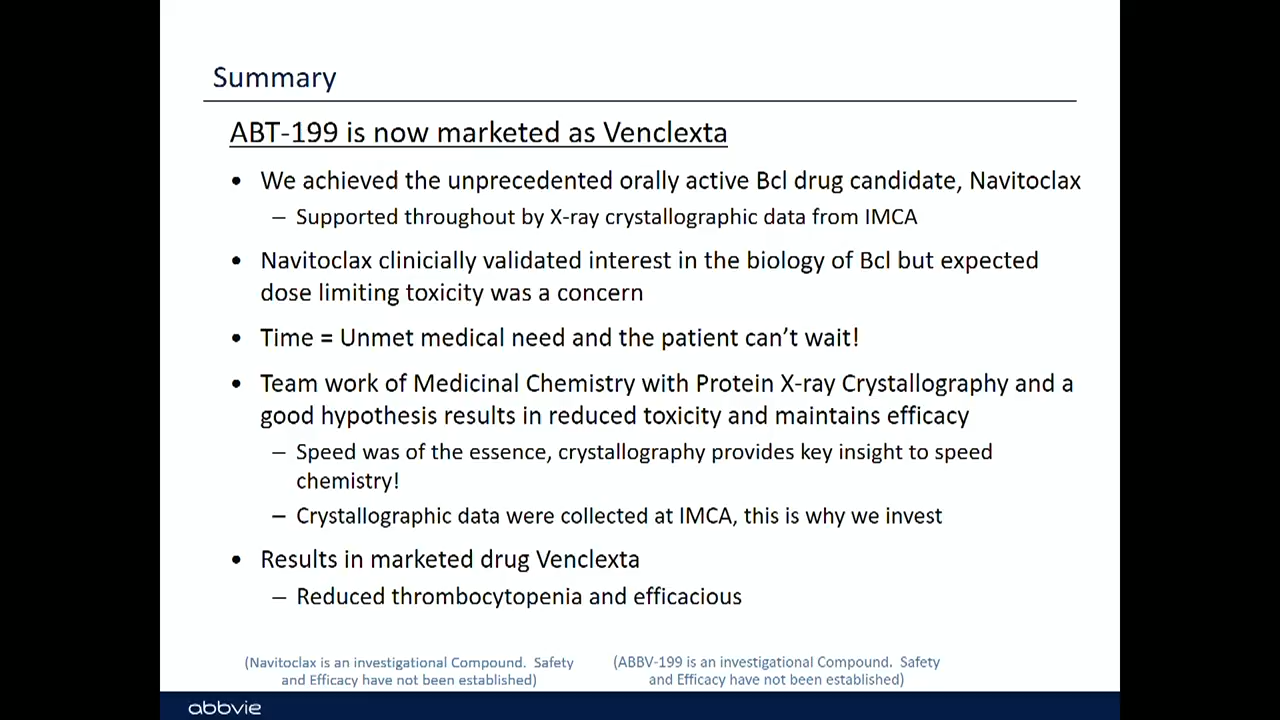 Summary
ABT-199 is now marketed as Venclexta
• We achieved the unprecedented orally active Bcl drug candidate, Navitoclax
– Supported throughout by X-ray crystallographic data from IMCA
• Navitoclax clinicially validated interest in the biology of Bcl but expected
dose limiting toxicity was a concern
• Time = Unmet medical need and the patient can't wait!
• Team work of Medicinal Chemistry with Protein X-ray Crystallography and a
good hypothesis results in reduced toxicity and maintains efficacy
– Speed was of the essence, crystallography provides key insight to speed
chemistry!
– Crystallographic data were collected at IMCA, this is why we invest
• Results in marketed drug Venclexta
– Reduced thrombocytopenia and efficacious
(Navitoclax is an investigational Compound. Safety
and Efficacy have not been established)
(ABBV-199 is an investigational Compound. Safety
and Efficacy have not been established)
abbvie